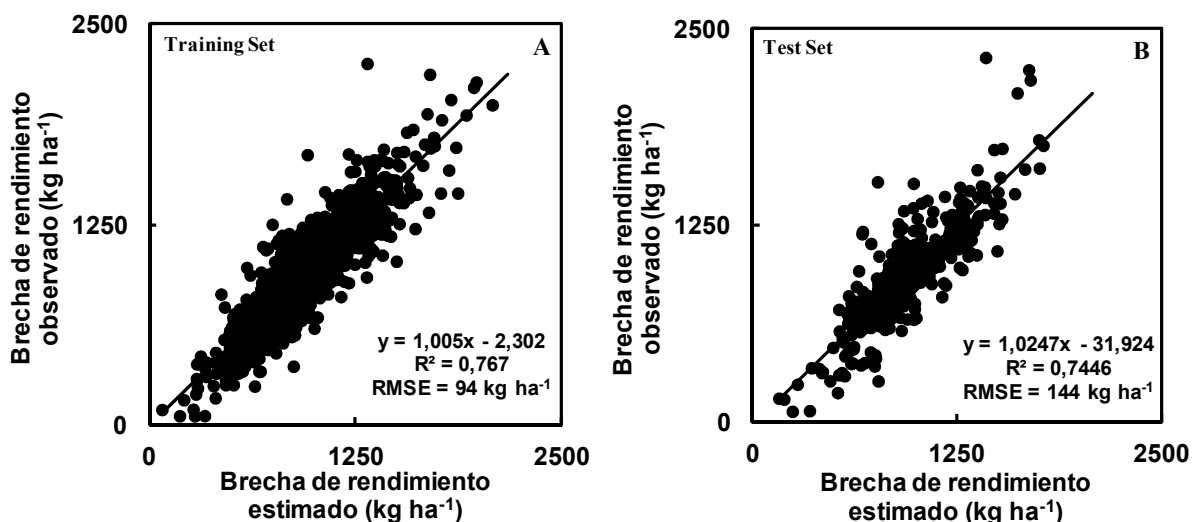 2500
Training Set
A
Brecha de rendimiento
observado (kg ha⁻¹)
1250
y = 1,005x - 2,302
R² = 0,767
RMSE = 94 kg ha⁻¹
0
0
1250
2500
Brecha de rendimiento
estimado (kg ha⁻¹)
2500
Test Set
B
Brecha de rendimiento
observado (kg ha⁻¹)
1250
y = 1,0247x - 31,924
R² = 0,7446
RMSE = 144 kg ha⁻¹
0
0
1250
2500
Brecha de rendimiento
estimado (kg ha⁻¹)